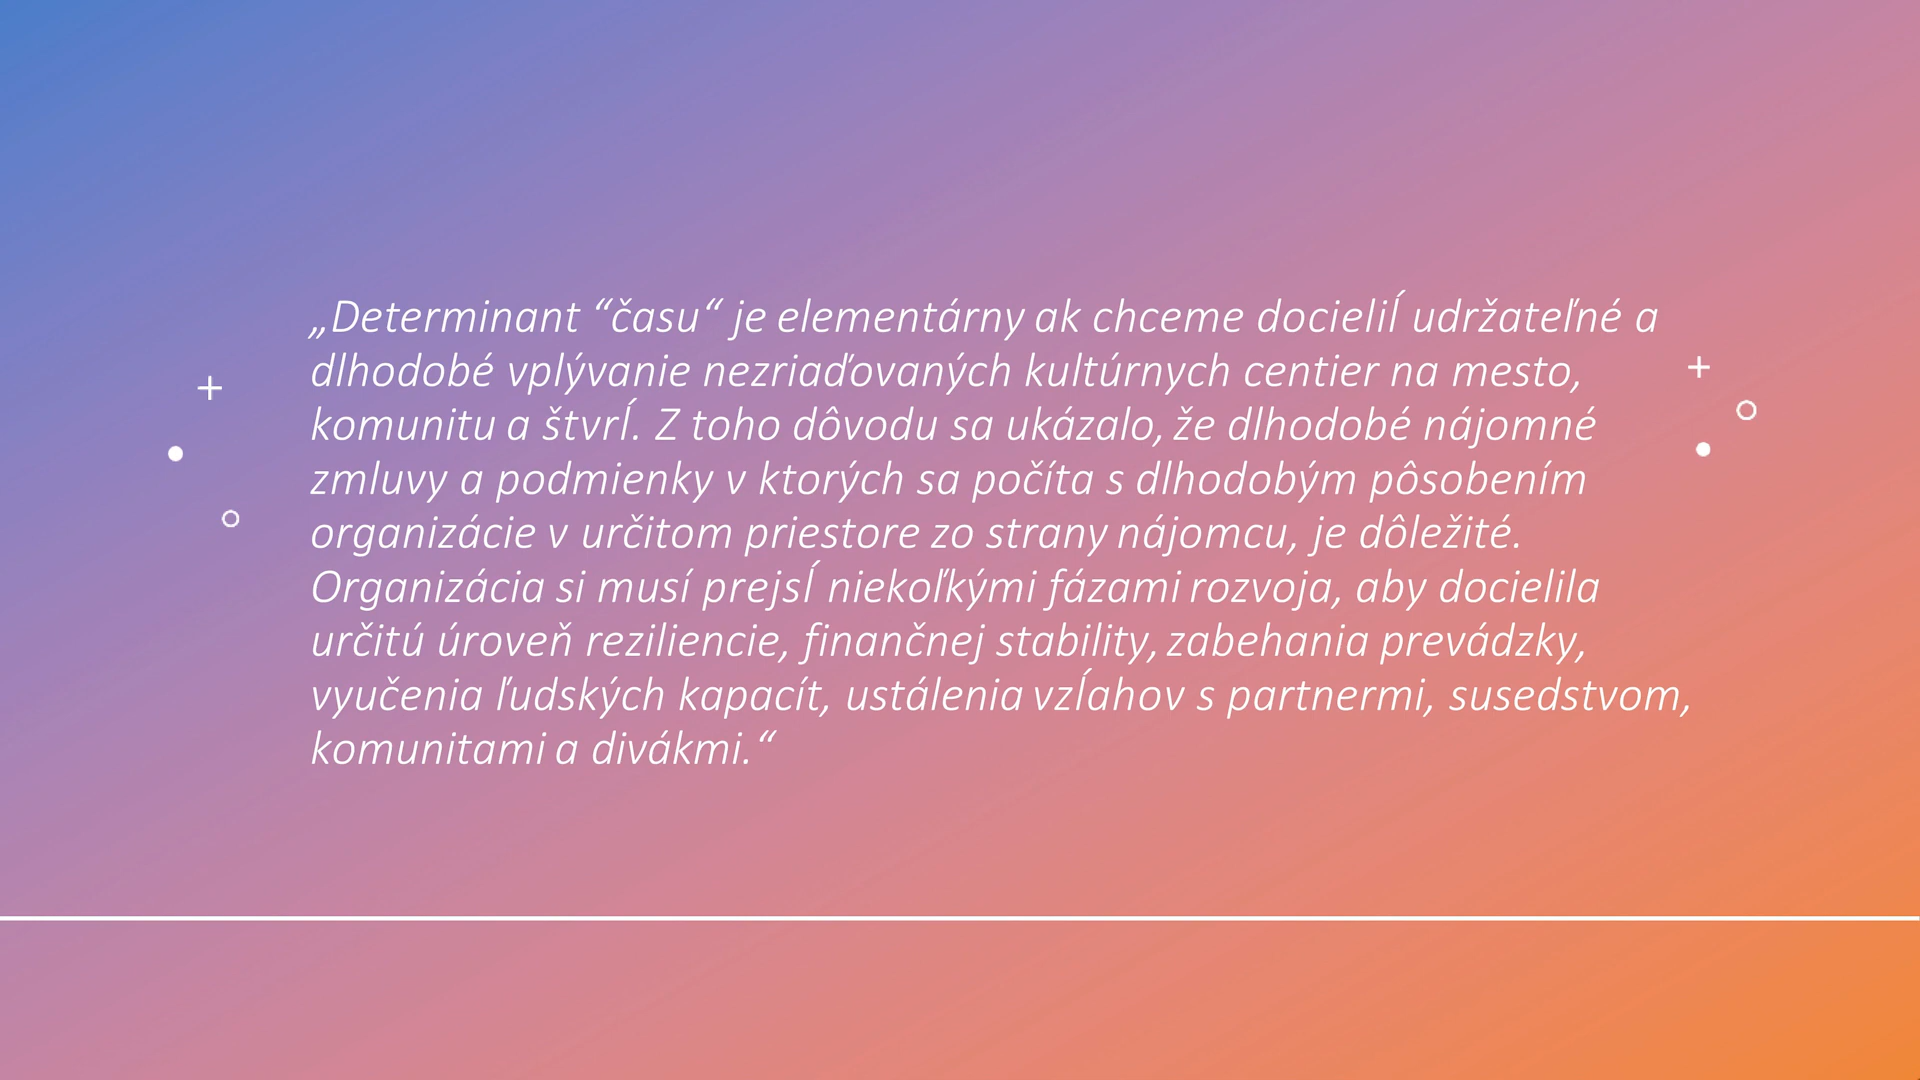 „Determinant “času“ je elementárny ak chceme docieliĺ udržateľné a
dlhodobé vplývanie nezriaďovaných kultúrnych centier na mesto,
komunitu a štvrĺ. Z toho dôvodu sa ukázalo, že dlhodobé nájomné
zmluvy a podmienky v ktorých sa počíta s dlhodobým pôsobením
organizácie v určitom priestore zo strany nájomcu, je dôležité.
Organizácia si musí prejsĺ niekoľkými fázami rozvoja, aby docielila
určitú úroveň reziliencie, finančnej stability, zabehania prevádzky,
vyučenia ľudských kapacít, ustálenia vzĺahov s partnermi, susedstvom,
komunitami a divákmi.“